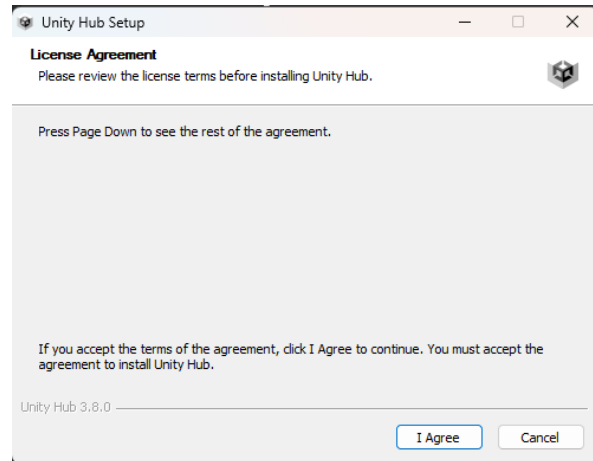 Unity Hub Setup
License Agreement
Please review the license terms before installing Unity Hub.
Press Page Down to see the rest of the agreement.
If you accept the terms of the agreement, click I Agree to continue. You must accept the
agreement to install Unity Hub.
Unity Hub 3.8.0
I Agree
Cancel